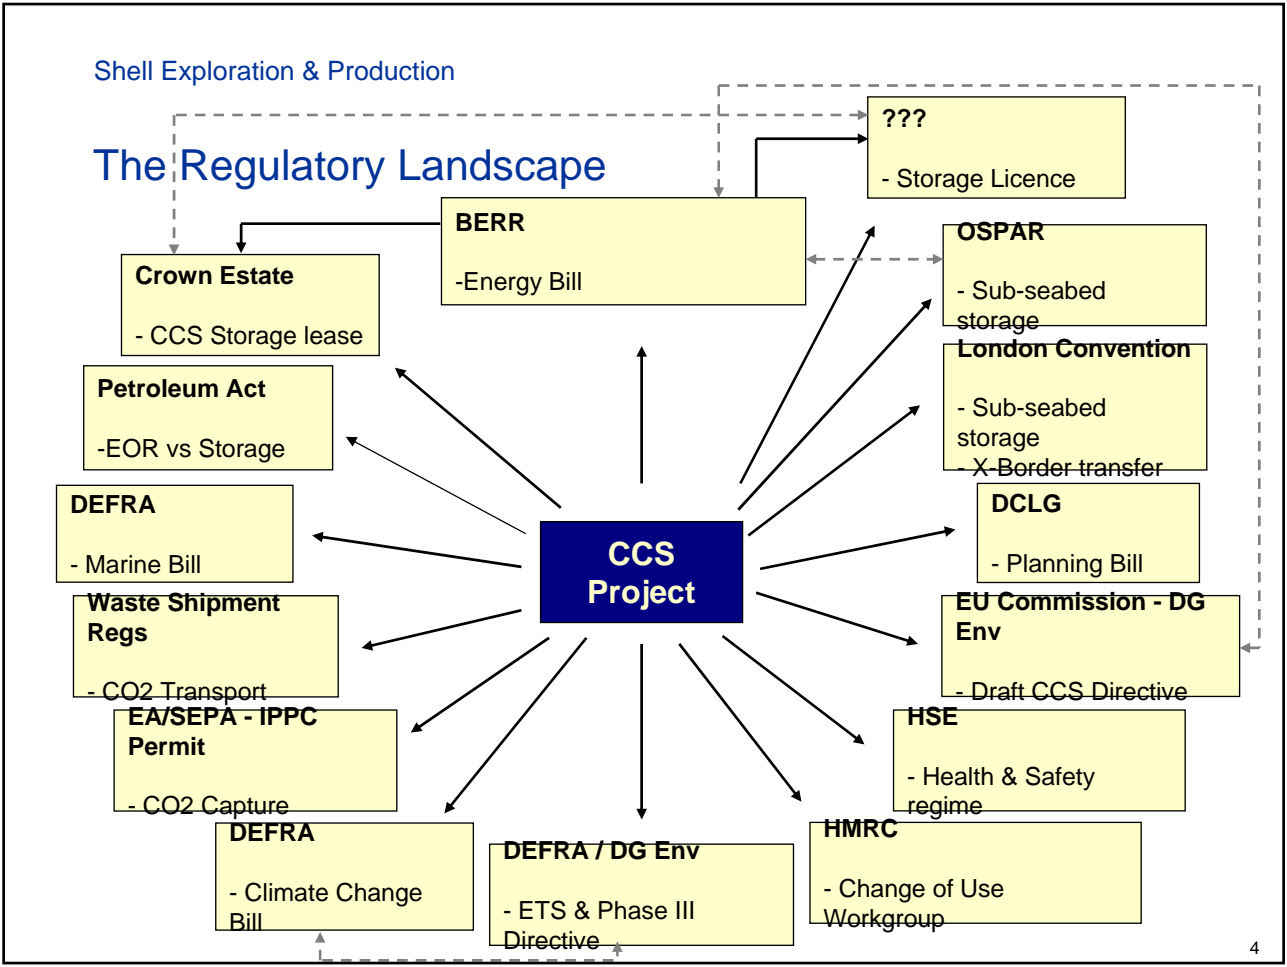 Shell Exploration & Production
The Regulatory Landscape
???
- Storage Licence
BERR
-Energy Bill
OSPAR
- Sub-seabed
storage
Crown Estate
- CCS Storage lease
London Convention
- Sub-seabed
storage
- X-Border transfer
Petroleum Act
-EOR vs Storage
DEFRA
- Marine Bill
DCLG
- Planning Bill
CCS
Project
Waste Shipment
Regs
- CO2 Transport
EU Commission - DG
Env
- Draft CCS Directive
EA/SEPA - IPPC
Permit
- CO2 Capture
HSE
- Health & Safety
regime
DEFRA
- Climate Change
Bill
DEFRA / DG Env
- ETS & Phase III
Directive
HMRC
- Change of Use
Workgroup
4